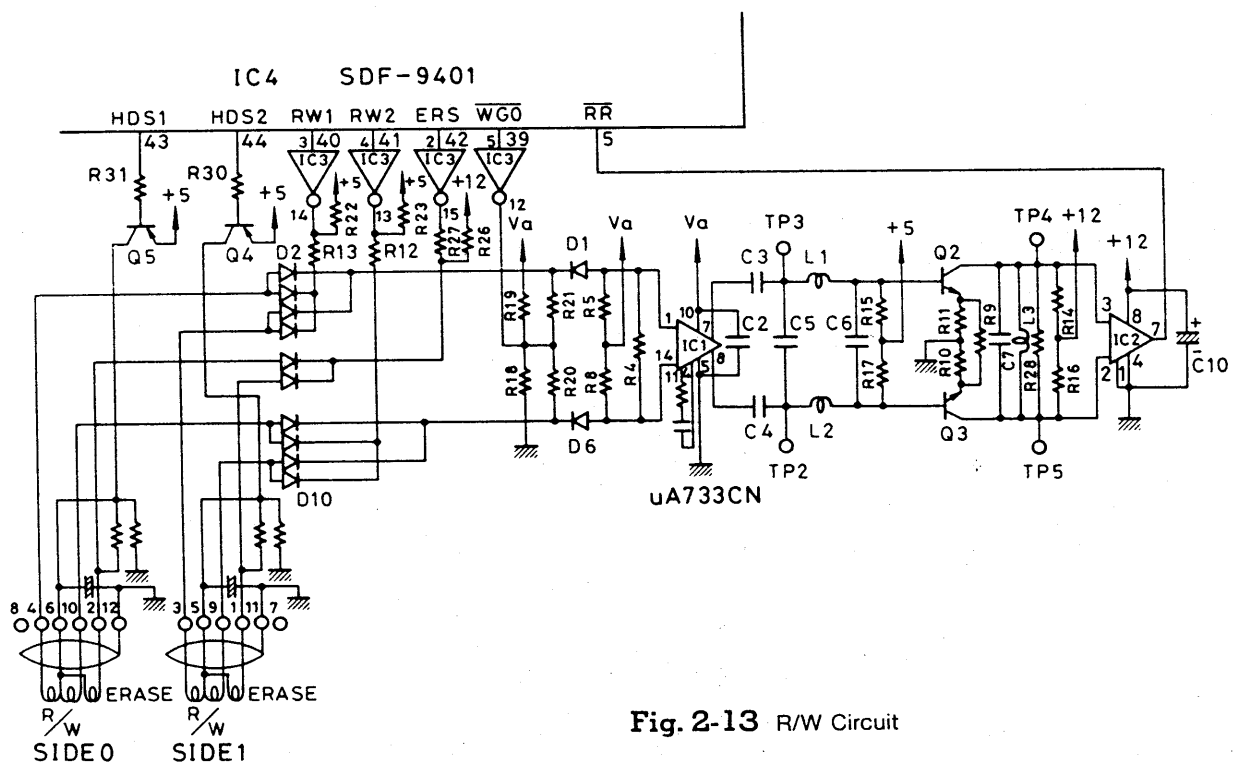 IC4 SDF-9401
HDS1 HDS2 RW1 RW2 ERS WG0 RR
43 44 3 40 4 41 2 42 5 39 5
IC3 IC3 IC3 IC3
R31 R30
+5 +5 +5 +5 +12
14 13 15 12
R22 R23 R27 R26
Q5 Q4 D2 R13 R12
Va D1 Va Va TP3 +5 Q2 TP4 +12 +12
C3 L1
R19 R21 R5 10 7 R15 R11 R9 L3 R14 3 8
1 IC1 C2 C5 C6 IC2 7 + C10
14 11 4 5 8 2 1 4
R18 R20 R8 R4 R17 R10 C7 R28 R16
D6 C4 L2 Q3
TP2 TP5
D10
uA733CN
8 4 6 10 2 12 3 5 9 1 11 7
ERASE ERASE
R/W R/W
SIDE0 SIDE1
Fig. 2-13 R/W Circuit